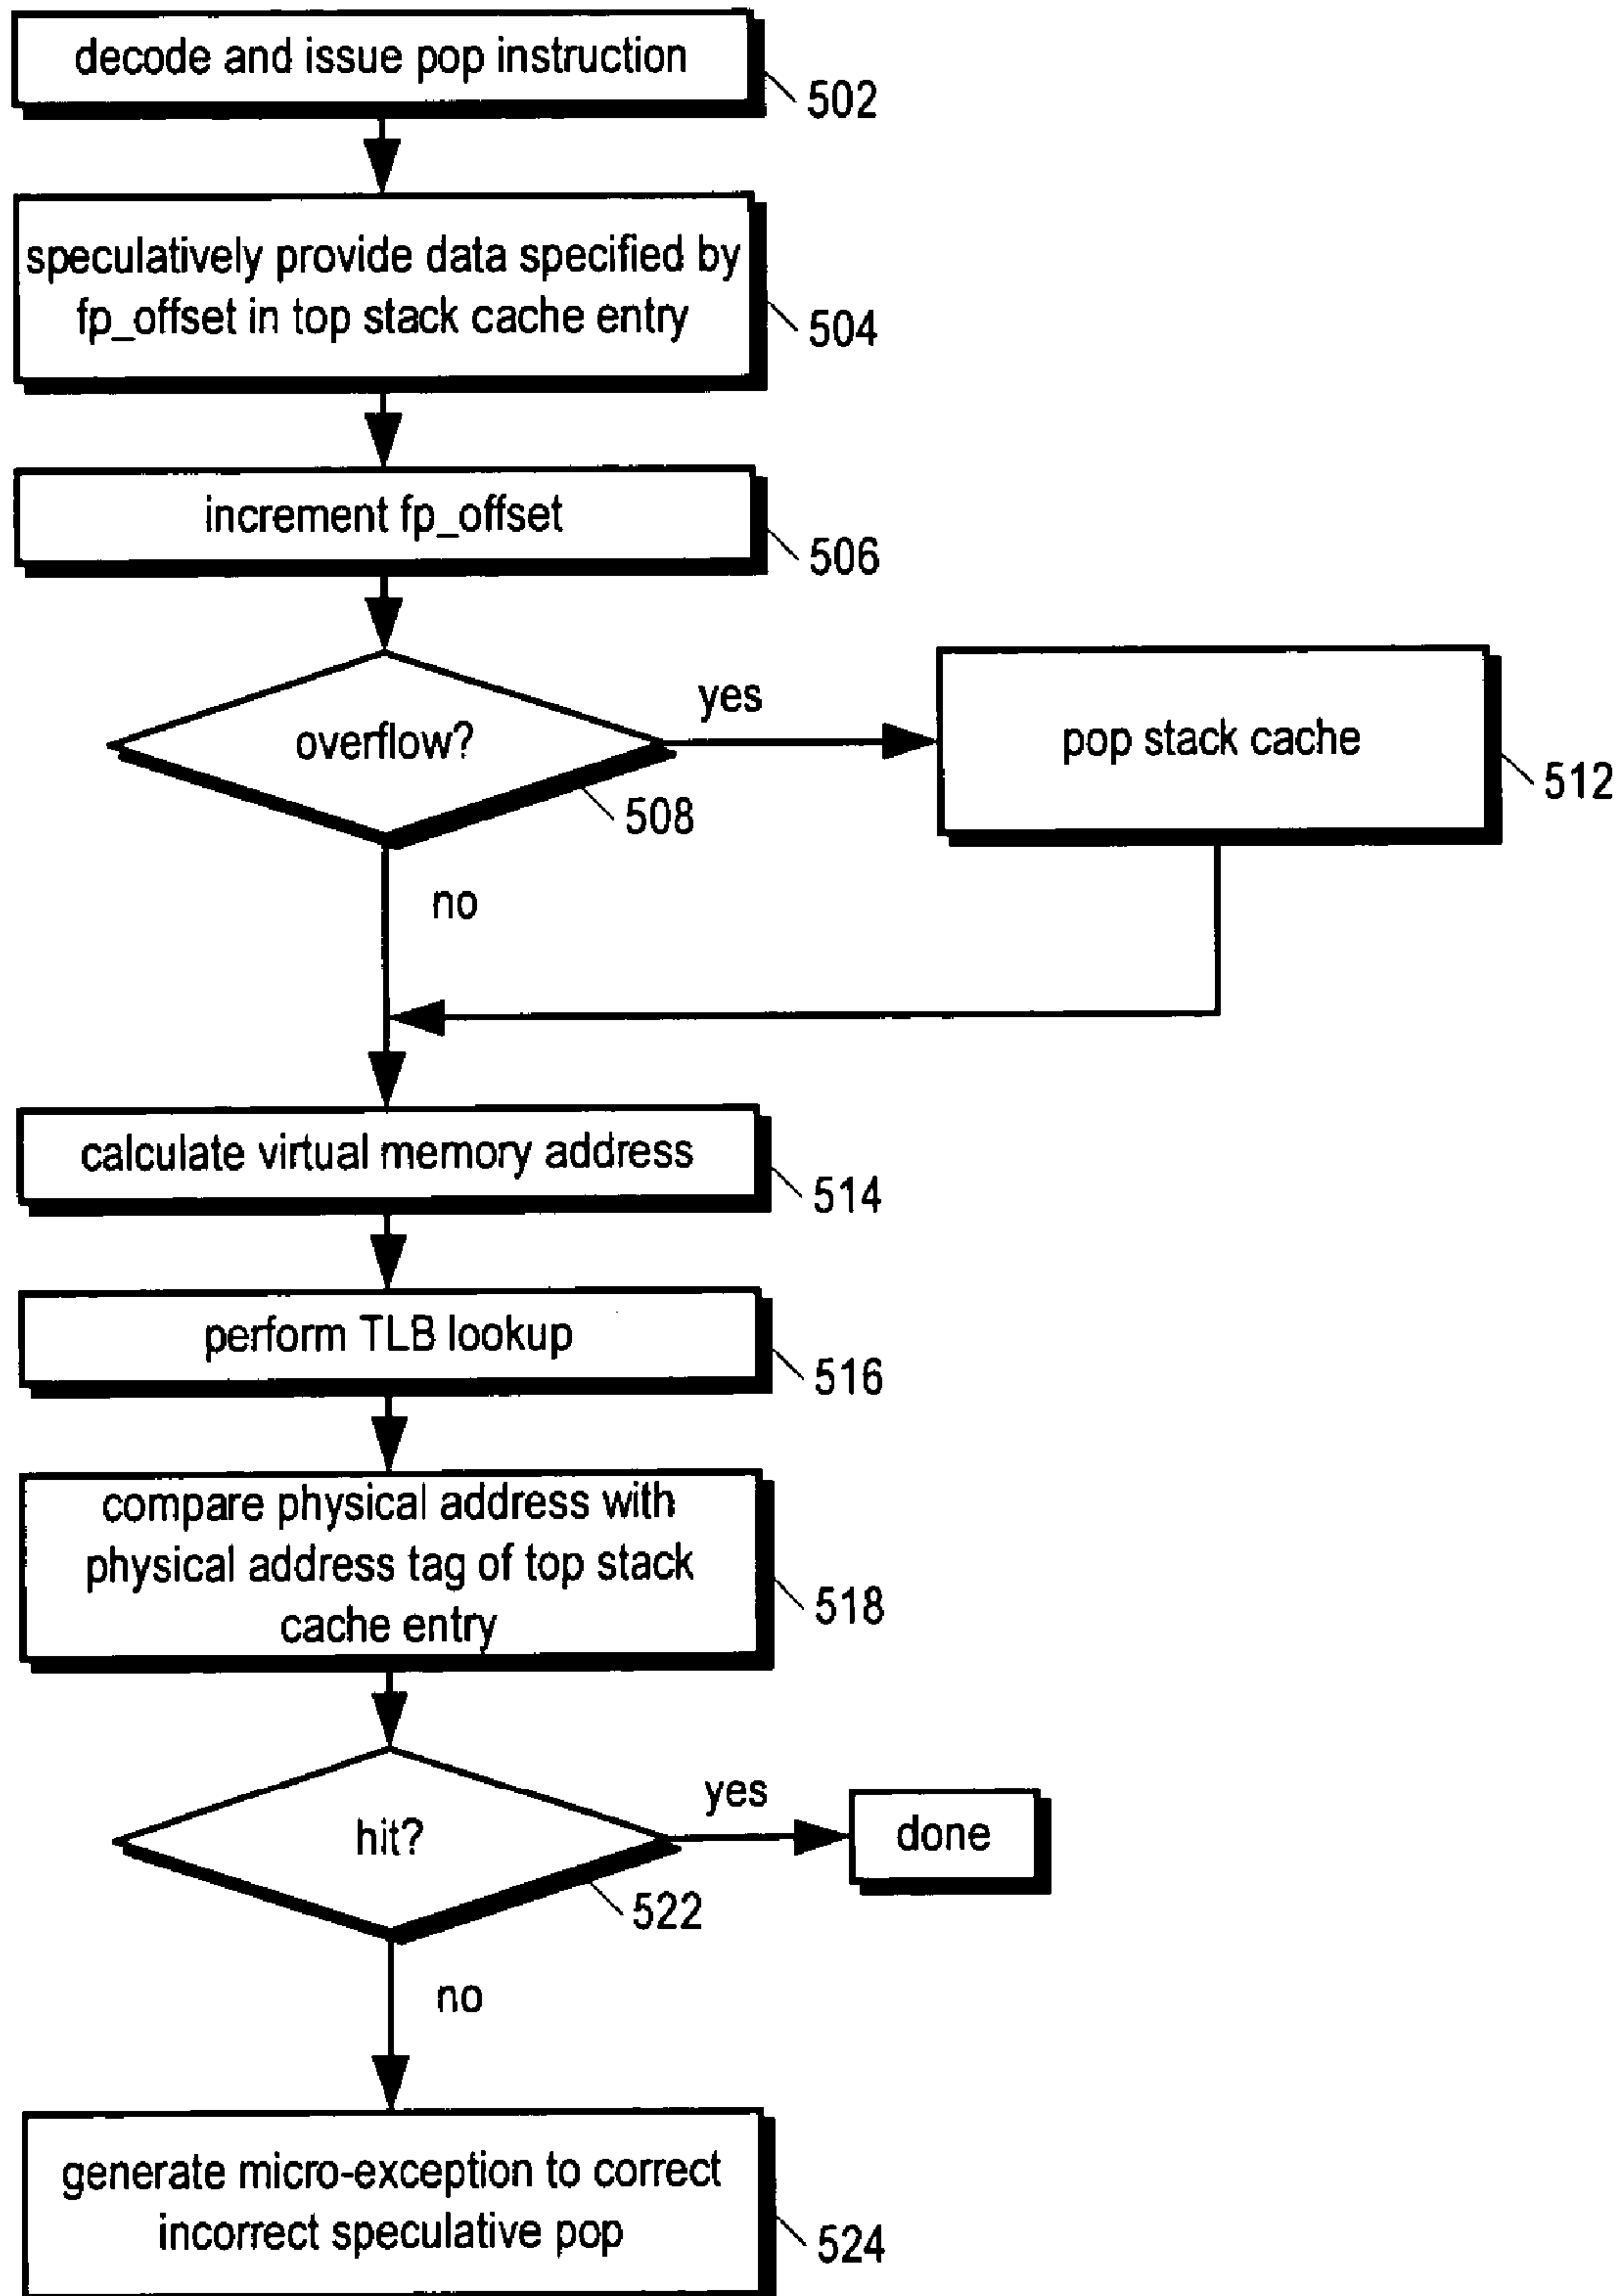 decode and issue pop instruction
502
speculatively provide data specified by
fp_offset in top stack cache entry
504
increment fp_offset
506
overflow?
yes
508
pop stack cache
512
no
calculate virtual memory address
514
perform TLB lookup
516
compare physical address with
physical address tag of top stack
cache entry
518
hit?
yes
done
522
no
generate micro-exception to correct
incorrect speculative pop
524